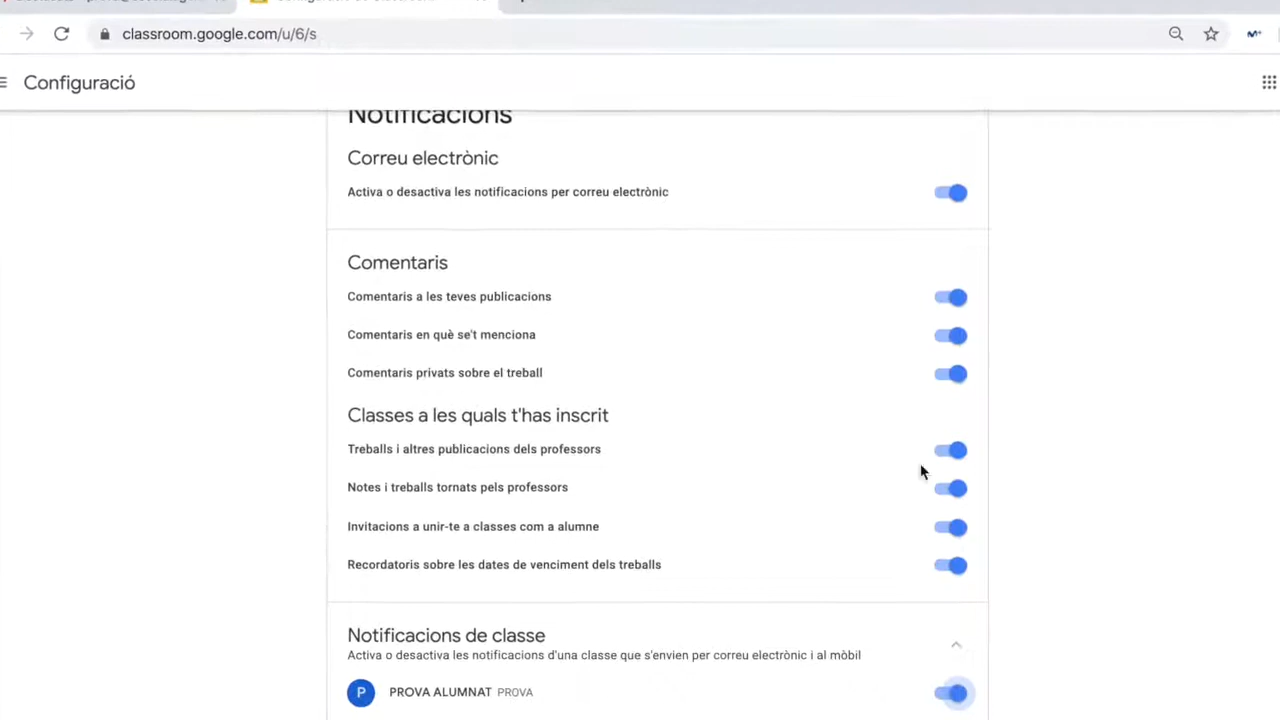 classroom.google.com/u/6/s
Configuració
Notificacions
Correu electrònic
Activa o desactiva les notificacions per correu electrònic
Comentaris
Comentaris a les teves publicacions
Comentaris en què se't menciona
Comentaris privats sobre el treball
Classes a les quals t'has inscrit
Treballs i altres publicacions dels professors
Notes i treballs tornats pels professors
Invitacions a unir-te a classes com a alumne
Recordatoris sobre les dates de venciment dels treballs
Notificacions de classe
Activa o desactiva les notificacions d'una classe que s'envien per correu electrònic i al mòbil
P PROVA ALUMNAT PROVA